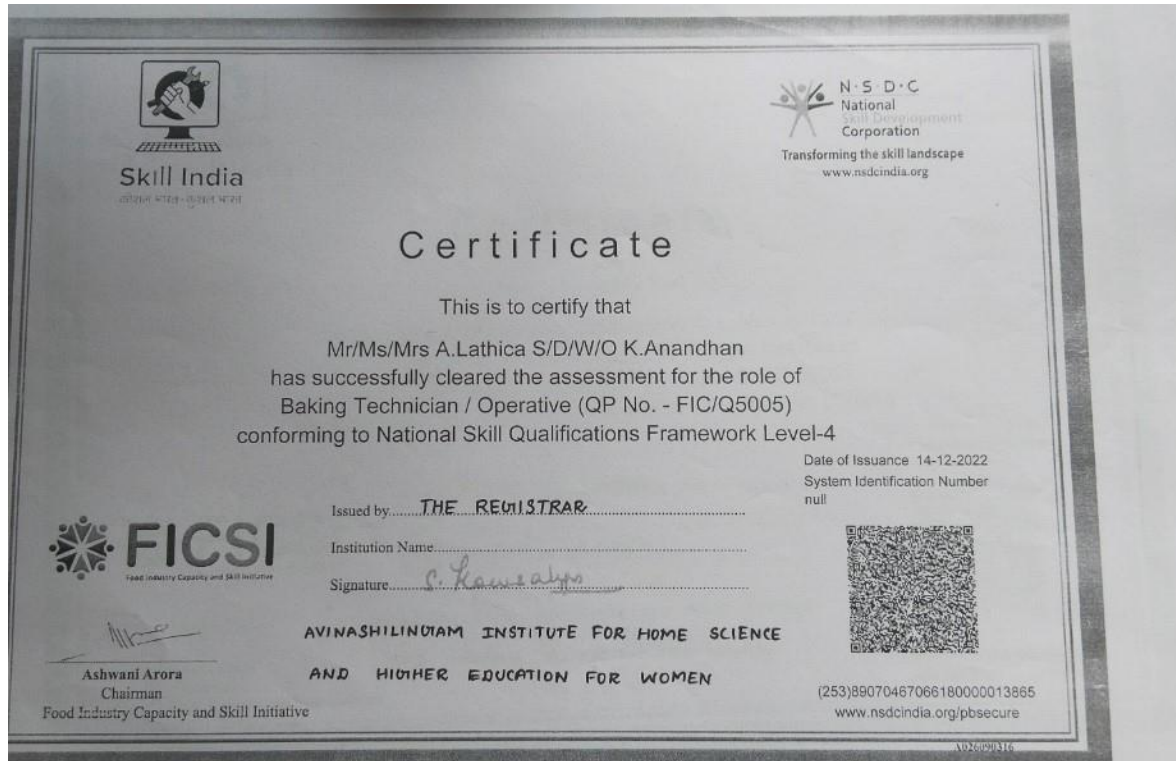 Skill India
कौशल भारत-कुशल भारत
N·S·D·C
National
Skill Development
Corporation
Transforming the skill landscape
www.nsdcindia.org
Certificate
This is to certify that
Mr/Ms/Mrs A.Lathica S/D/W/O K.Anandhan
has successfully cleared the assessment for the role of
Baking Technician / Operative (QP No. - FIC/Q5005)
conforming to National Skill Qualifications Framework Level-4
Date of Issuance 14-12-2022
System Identification Number
null
Issued by........THE REGISTRAR
Institution Name
Signature
FICSI
Food Industry Capacity and Skill Initiative
AVINASHILINGAM INSTITUTE FOR HOME SCIENCE
AND HIGHER EDUCATION FOR WOMEN
Ashwani Arora
Chairman
Food Industry Capacity and Skill Initiative
(253)89070467066180000013865
www.nsdcindia.org/pbsecure